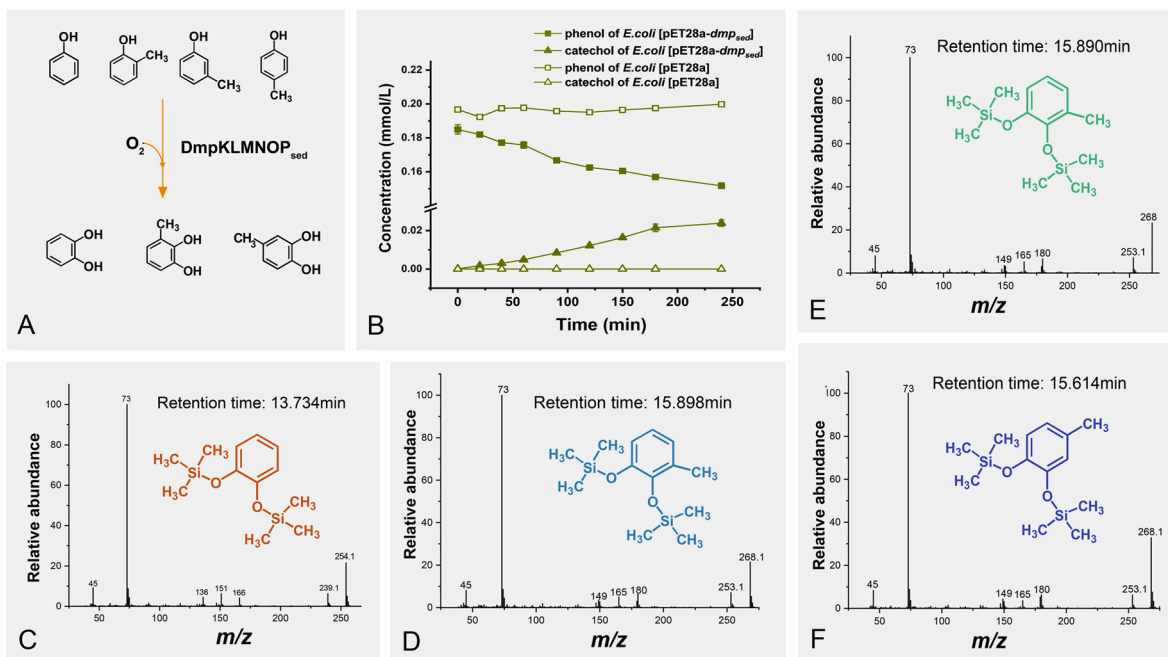 OH
OH
CH₃
OH
CH₃
OH
CH₃
O₂
DmpKLMNOPsed
OH
OH
CH₃
OH
OH
CH₃
OH
OH
A
phenol of E.coli [pET28a-dmpsed]
catechol of E.coli [pET28a-dmpsed]
phenol of E.coli [pET28a]
catechol of E.coli [pET28a]
Concentration (mmol/L)
0.22
0.20
0.18
0.16
0.02
0.00
0 50 100 150 200 250
Time (min)
B
Retention time: 15.890min
Relative abundance
100
80
60
40
20
0
73
45
149
165
180
253.1
268
H₃C
CH₃
H₃C
Si
O
CH₃
O
CH₃
Si
H₃C
CH₃
50 100 150 200 250
m/z
E
Retention time: 13.734min
Relative abundance
100
80
60
40
20
0
73
45
136
151
166
239.1
254.1
H₃C
CH₃
Si
H₃C
O
O
CH₃
Si
H₃C
CH₃
50 100 150 200 250
m/z
C
Retention time: 15.898min
Relative abundance
100
80
60
40
20
0
73
45
149
165
180
253.1
268.1
H₃C
CH₃
Si
H₃C
O
CH₃
O
CH₃
Si
H₃C
CH₃
50 100 150 200 250
m/z
D
Retention time: 15.614min
Relative abundance
100
80
60
40
20
0
73
45
149
165
180
253.1
268.1
H₃C
CH₃
CH₃
Si
H₃C
O
O
CH₃
Si
H₃C
CH₃
50 100 150 200 250
m/z
F